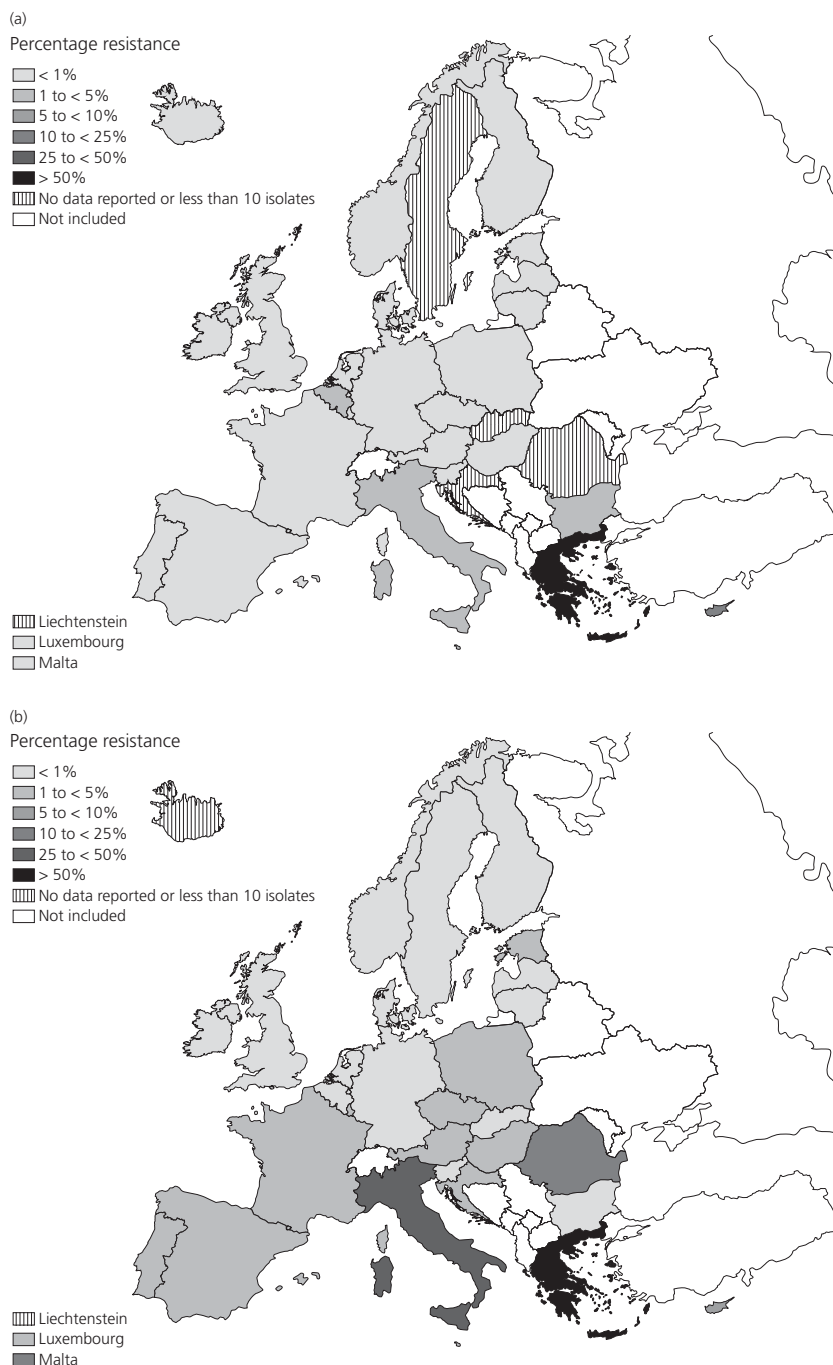 (a)
Percentage resistance
< 1%
1 to < 5%
5 to < 10%
10 to < 25%
25 to < 50%
> 50%
No data reported or less than 10 isolates
Not included
Liechtenstein
Luxembourg
Malta
(b)
Percentage resistance
< 1%
1 to < 5%
5 to < 10%
10 to < 25%
25 to < 50%
> 50%
No data reported or less than 10 isolates
Not included
Liechtenstein
Luxembourg
Malta